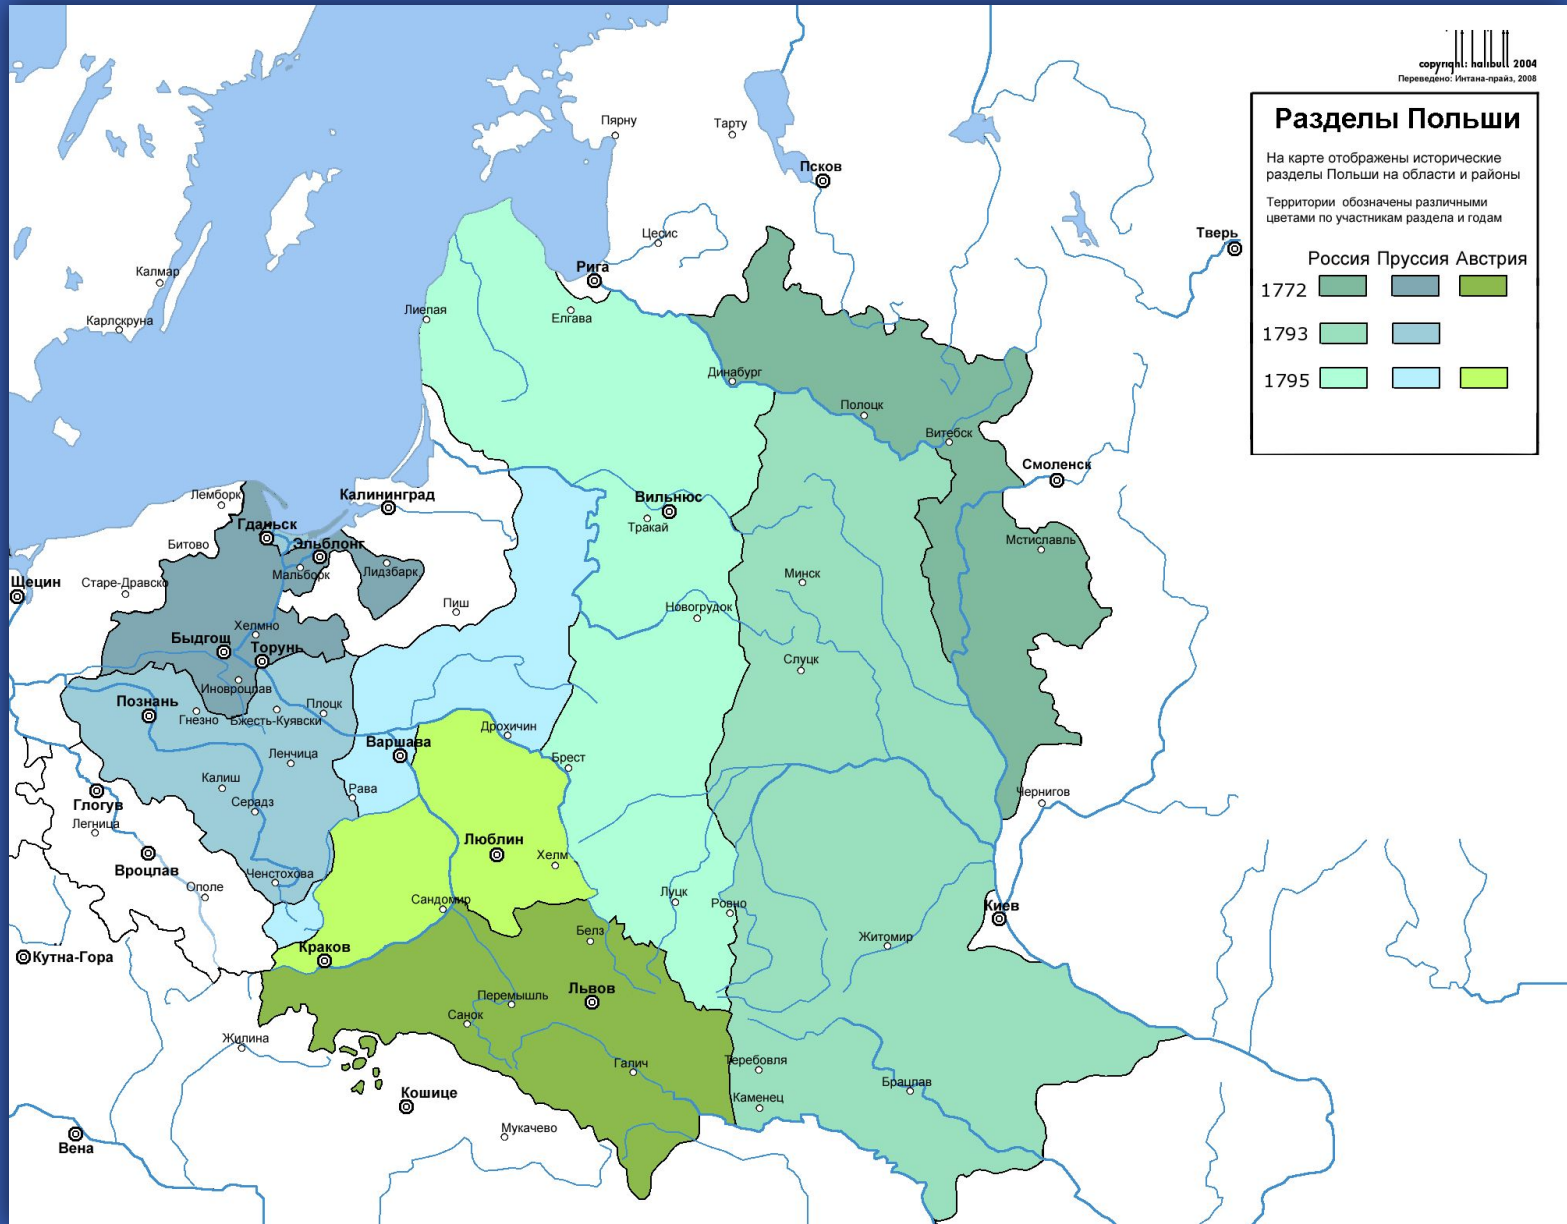 copyright: halibutt 2004
Переведено: Интана-прайз, 2008
Разделы Польши
На карте отображены исторические
разделы Польши на области и районы
Территории обозначены различными
цветами по участникам раздела и годам
Россия Пруссия Австрия
1772
1793
1795
Пярну
Тарту
Псков
Цесис
Тверь
Рига
Калмар
Карлскруна
Лиепая
Елгава
Динабург
Полоцк
Витебск
Смоленск
Лемборк
Калининград
Вильнюс
Тракай
Гданьск
Битово
Эльблонг
Мстиславль
Мальборк
Лидзбарк
Щецин
Старе-Дравско
Минск
Пиш
Новогрудок
Хелмно
Быдгощ
Торунь
Слуцк
Иновроцлав
Познань
Гнезно
Бжесть-Куявски
Плоцк
Дрохичин
Варшава
Ленчица
Брест
Калиш
Рава
Серадз
Чернигов
Глогув
Легница
Люблин
Хелм
Вроцлав
Ченстохова
Ополе
Сандомир
Луцк
Ровно
Киев
Белз
Житомир
Краков
Кутна-Гора
Львов
Перемышль
Санок
Жилина
Галич
Теребовля
Брацлав
Кошице
Каменец
Мукачево
Вена